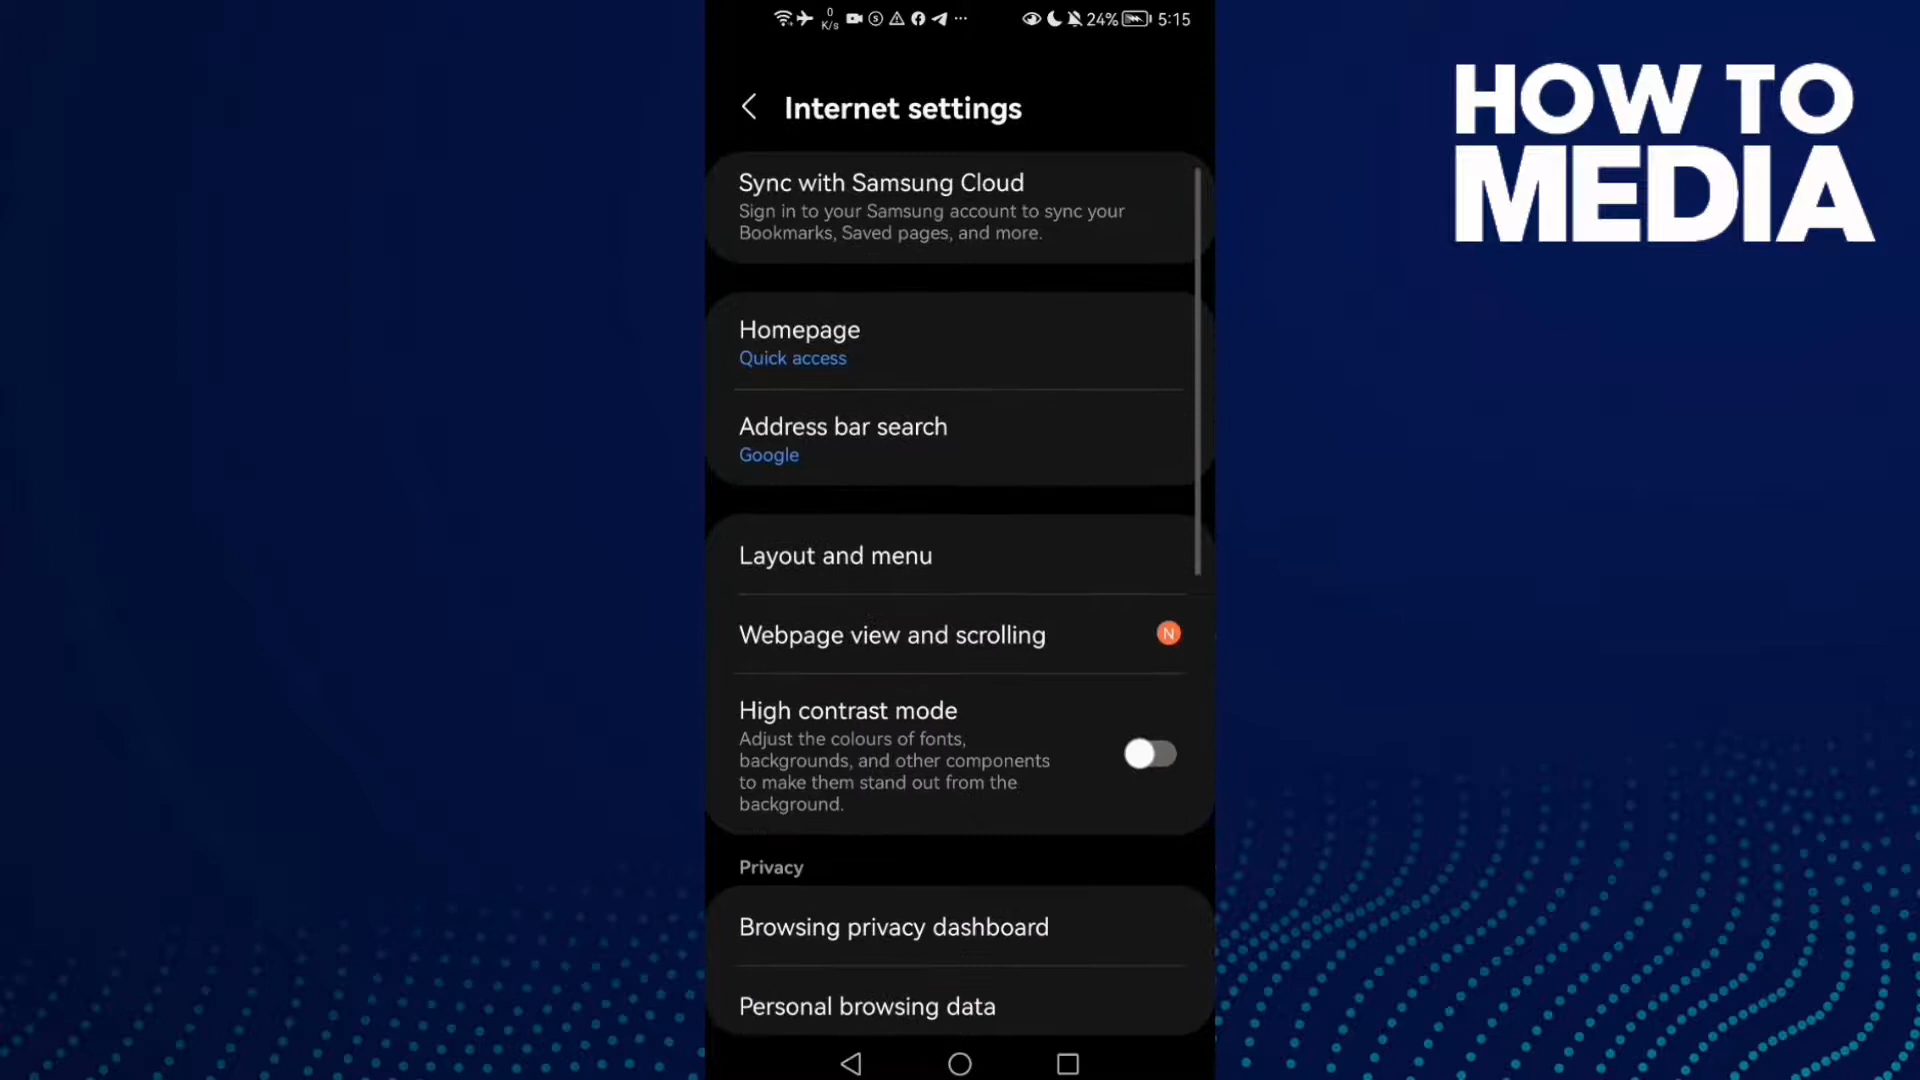 0
K/s
24%
5:15
HOW TO
MEDIA
Internet settings
Sync with Samsung Cloud
Sign in to your Samsung account to sync your
Bookmarks, Saved pages, and more.
Homepage
Quick access
Address bar search
Google
Layout and menu
Webpage view and scrolling
N
High contrast mode
Adjust the colours of fonts,
backgrounds, and other components
to make them stand out from the
background.
Privacy
Browsing privacy dashboard
Personal browsing data